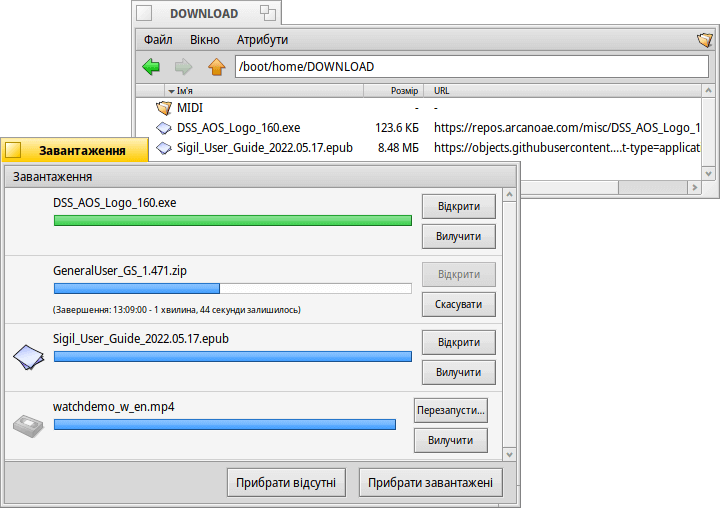 DOWNLOAD
Файл Вікно Атрибути
/boot/home/DOWNLOAD
Ім'я Розмір URL
MIDI - -
DSS_AOS_Logo_160.exe 123.6 КБ https://repos.arcanoae.com/misc/DSS_AOS_Logo_1
Sigil_User_Guide_2022.05.17.epub 8.48 МБ https://objects.githubusercontent....t-type=applicat
Завантаження
Завантаження
DSS_AOS_Logo_160.exe
Відкрити
Вилучити
GeneralUser_GS_1.471.zip
Відкрити
(Завершення: 13:09:00 - 1 хвилина, 44 секунди залишилось)
Скасувати
Sigil_User_Guide_2022.05.17.epub
Відкрити
Вилучити
watchdemo_w_en.mp4
Перезапусти...
Вилучити
Прибрати відсутні Прибрати завантажені